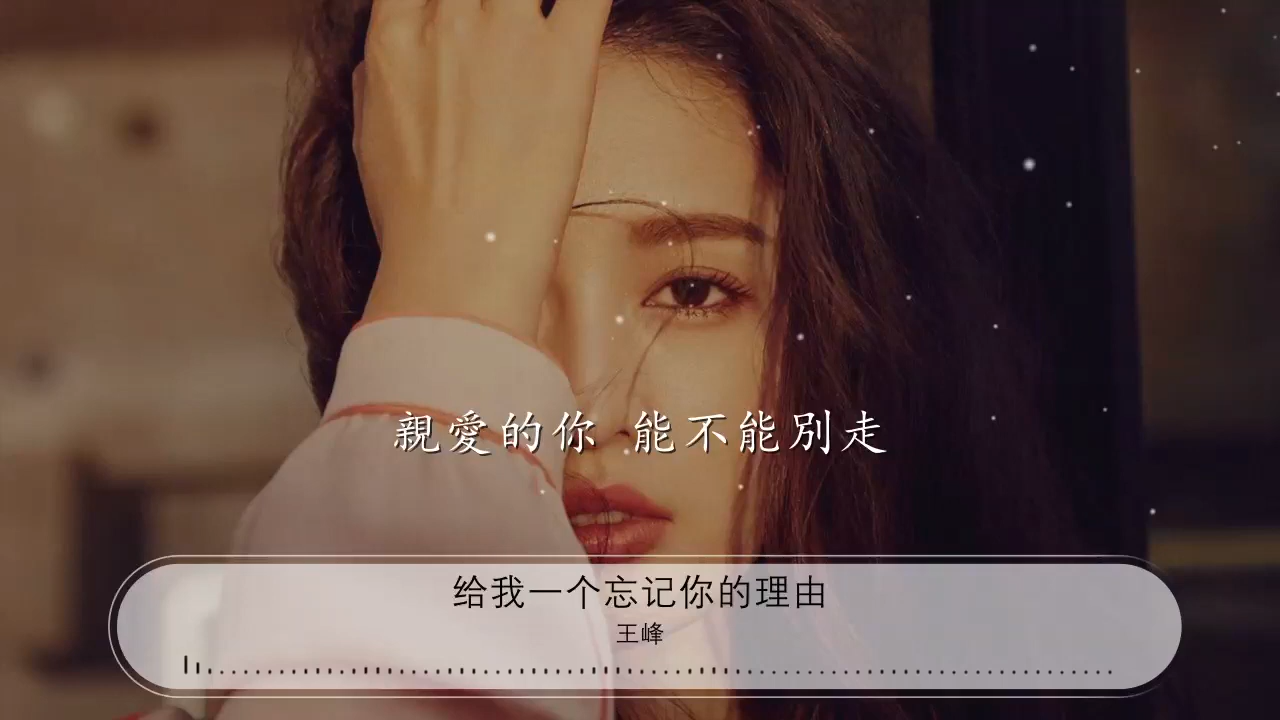 親愛的你 能不能別走
给我一个忘记你的理由
王峰